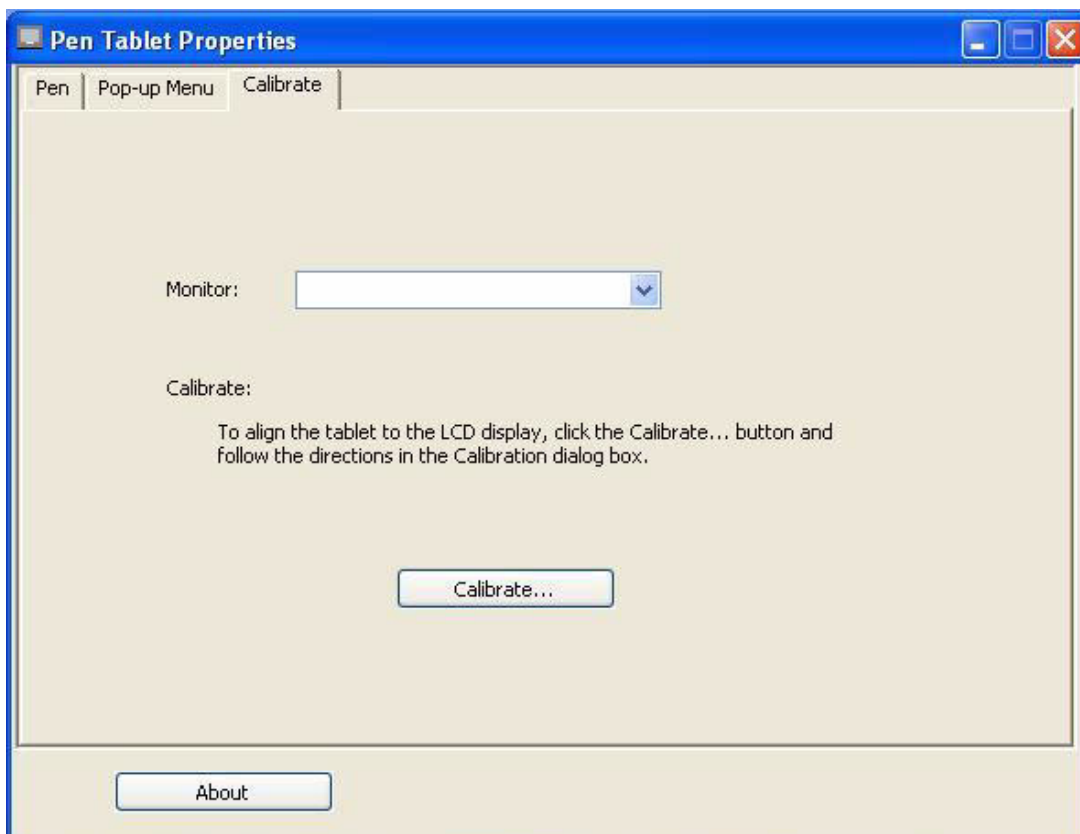 Pen Tablet Properties
Pen Pop-up Menu Calibrate
Monitor:
Calibrate:
To align the tablet to the LCD display, click the Calibrate... button and
follow the directions in the Calibration dialog box.
Calibrate...
About